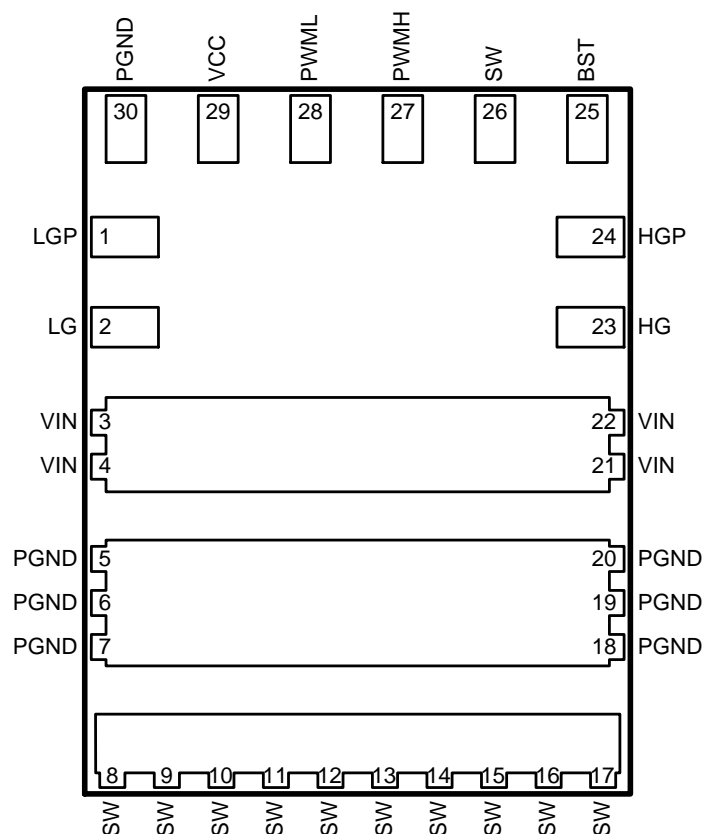 PGND VCC PWML PWMH SW BST
30 29 28 27 26 25
LGP 1 24 HGP
LG 2 23 HG
VIN 3 22 VIN
VIN 4 21 VIN
PGND 5 20 PGND
PGND 6 19 PGND
PGND 7 18 PGND
8 9 10 11 12 13 14 15 16 17
SW SW SW SW SW SW SW SW SW SW